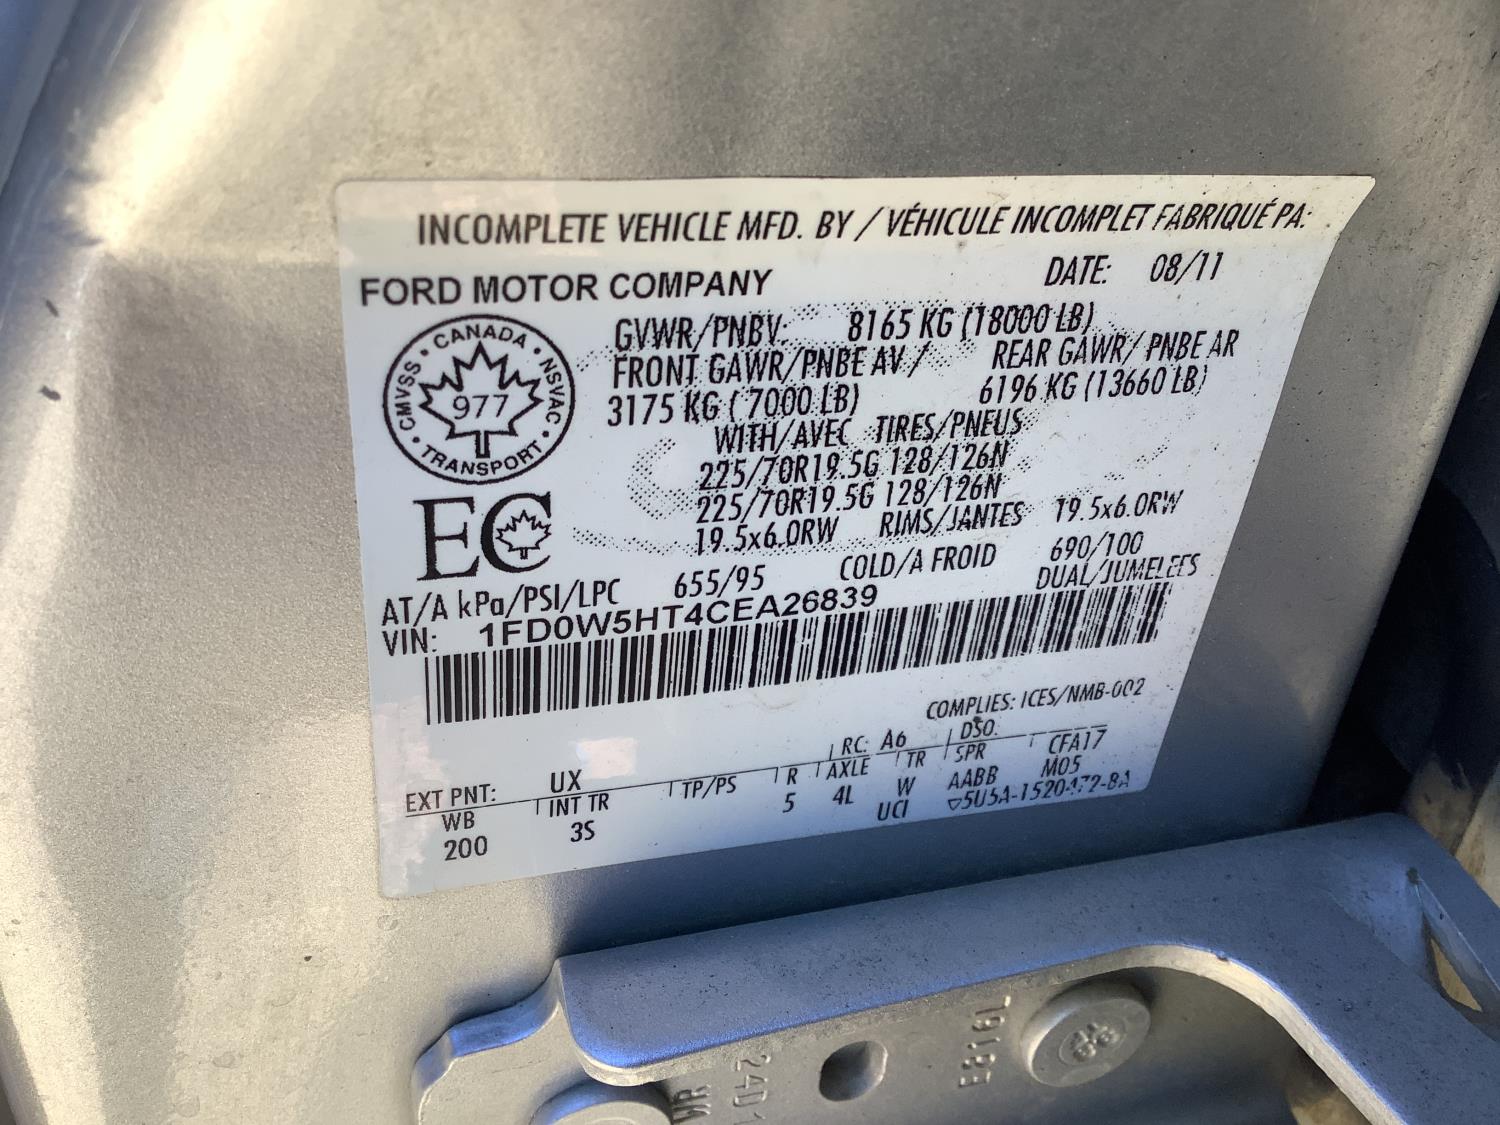 INCOMPLETE VEHICLE MFD. BY / VÉHICULE INCOMPLET FABRIQUÉ PA:
FORD MOTOR COMPANY DATE: 08/11
GVWR/PNBV: 8165 KG (18000 LB)
FRONT GAWR/PNBE AV / REAR GAWR/ PNBE AR
3175 KG ( 7000 LB) 6196 KG (13660 LB)
WITH/AVEC TIRES/PNEUS
225/70R19.5G 128/126N
225/70R19.5G 128/126N
19.5x6.0RW RIMS/JANTES 19.5x6.0RW
AT/A kPa/PSI/LPC 655/95 COLD/A FROID 690/100
DUAL/JUMELEES
CANADA · NSVAC · TRANSPORT · CMVSS ·
977
EC
VIN: 1FD0W5HT4CEA26839
COMPLIES: ICES/NMB-002
EXT PNT: UX RC: A6 DSO:
WB INT TR TP/PS R AXLE TR SPR CFA17
200 3S 5 4L W AABB M05
UCI
E8191
24D1